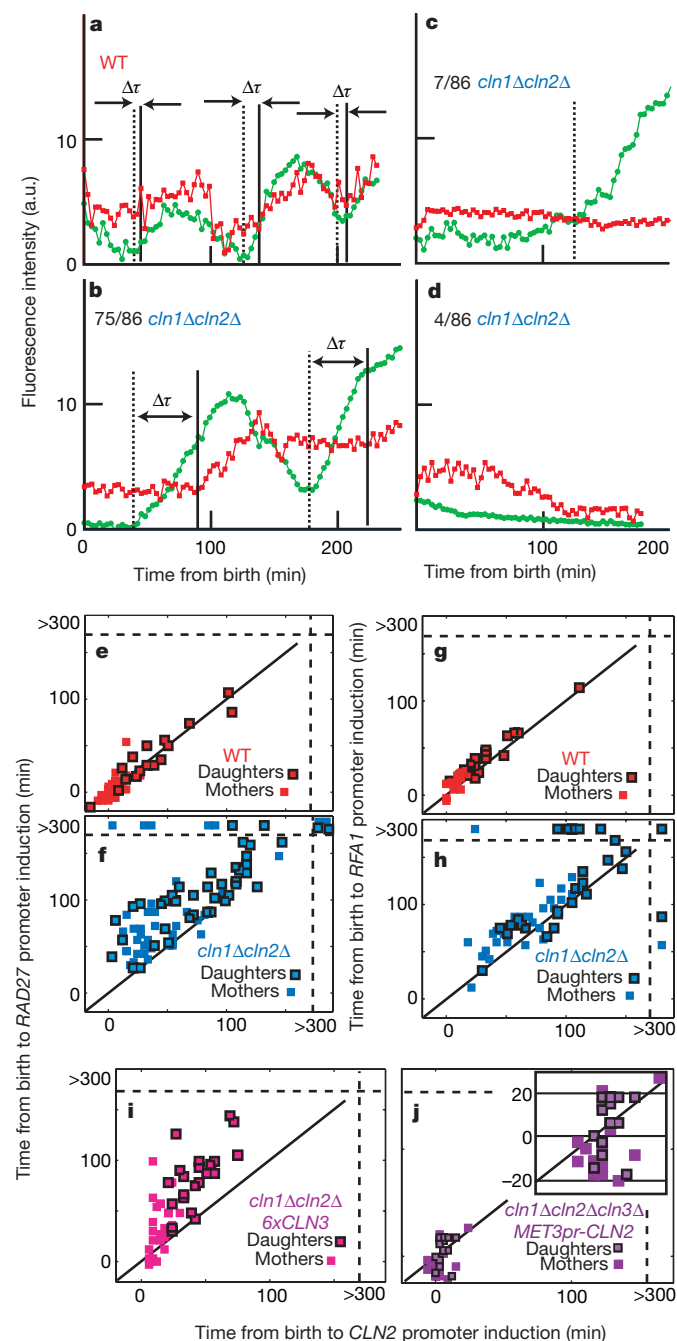 a
WT
Δτ
Δτ
Δτ
10
0
c
7/86 cln1Δcln2Δ
b
75/86 cln1Δcln2Δ
Δτ
Δτ
10
0
0
100
200
Time from birth (min)
d
4/86 cln1Δcln2Δ
0
100
200
Time from birth (min)
Fluorescence intensity (a.u.)
>300
e
100
0
WT
Daughters
Mothers
>300
g
100
0
WT
Daughters
Mothers
>300
f
100
0
cln1Δcln2Δ
Daughters
Mothers
0
100
>300
>300
h
100
0
cln1Δcln2Δ
Daughters
Mothers
0
100
>300
Time from birth to RAD27 promoter induction (min)
Time from birth to RFA1 promoter induction (min)
>300
i
100
0
cln1Δcln2Δ
6xCLN3
Daughters
Mothers
0
100
>300
j
20
0
−20
cln1Δcln2Δcln3Δ
MET3pr-CLN2
Daughters
Mothers
0
100
>300
Time from birth to CLN2 promoter induction (min)